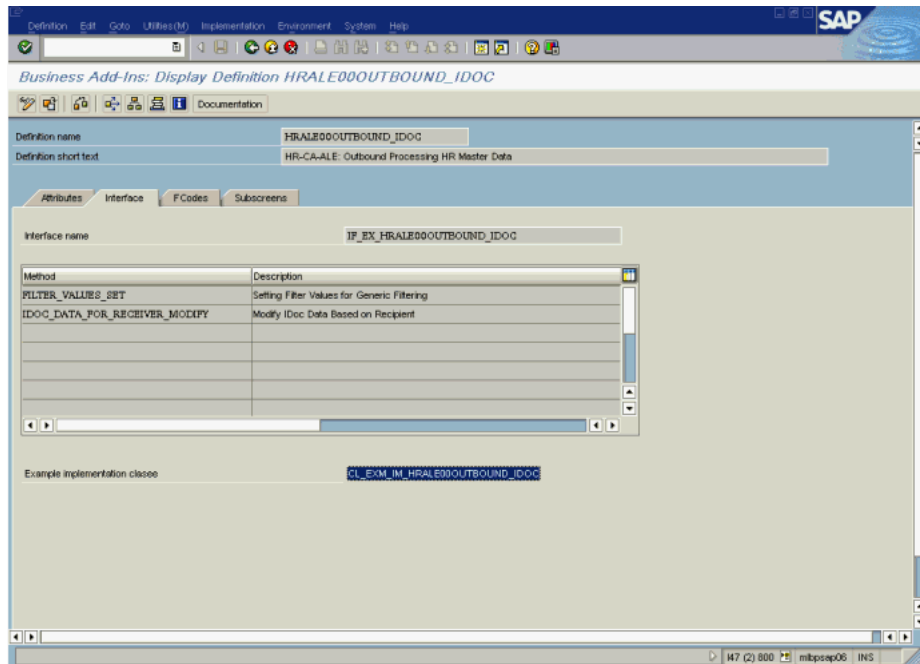 Definition Edit Goto Utilities(M) Implementation Environment System Help
SAP
Business Add-Ins: Display Definition HRALE00OUTBOUND_IDOC
Documentation
Definition name HRALE00OUTBOUND_IDOC
Definition short text HR-CA-ALE: Outbound Processing HR Master Data
Attributes Interface FCodes Subscreens
Interface name IF_EX_HRALE00OUTBOUND_IDOC
Method Description
FILTER_VALUES_SET Setting Filter Values for Generic Filtering
IDOC_DATA_FOR_RECEIVER_MODIFY Modify IDoc Data Based on Recipient
Example implementation classe CL_EXM_IM_HRALE00OUTBOUND_IDOC
I47 (2) 800 mibpsap06 INS